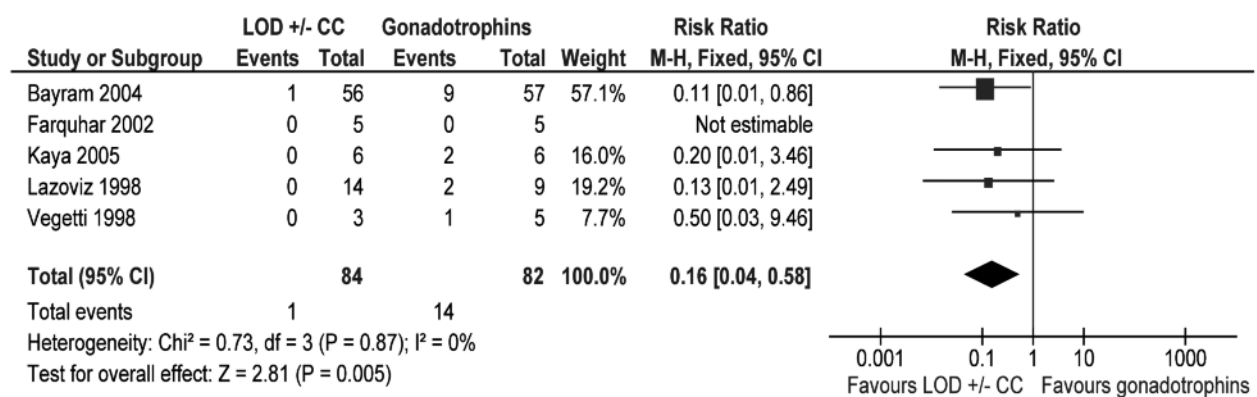 LOD +/- CC Gonadotrophins Risk Ratio Risk Ratio
Study or Subgroup Events Total Events Total Weight M-H, Fixed, 95% CI M-H, Fixed, 95% CI
Bayram 2004 1 56 9 57 57.1% 0.11 [0.01, 0.86]
Farquhar 2002 0 5 0 5 Not estimable
Kaya 2005 0 6 2 6 16.0% 0.20 [0.01, 3.46]
Lazoviz 1998 0 14 2 9 19.2% 0.13 [0.01, 2.49]
Vegetti 1998 0 3 1 5 7.7% 0.50 [0.03, 9.46]
Total (95% CI) 84 82 100.0% 0.16 [0.04, 0.58]
Total events 1 14
Heterogeneity: Chi² = 0.73, df = 3 (P = 0.87); I² = 0%
Test for overall effect: Z = 2.81 (P = 0.005)
0.001 0.1 1 10 1000
Favours LOD +/- CC Favours gonadotrophins